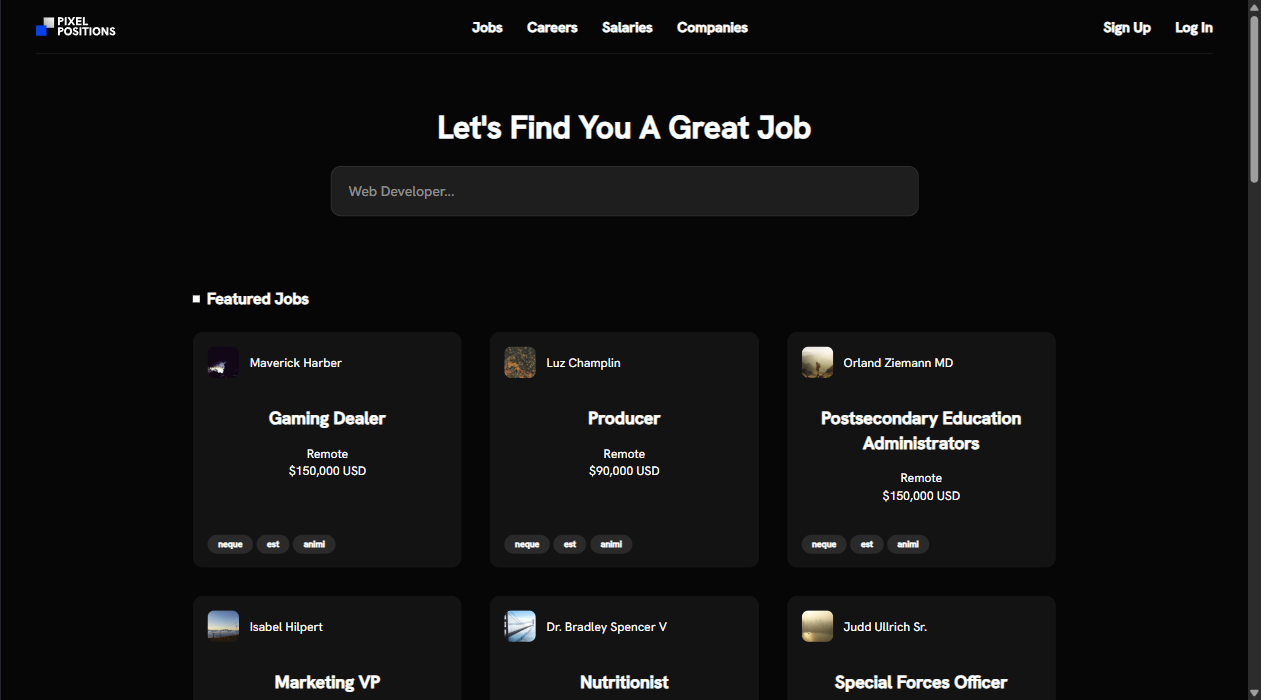 PIXEL
POSITIONS
Jobs Careers Salaries Companies
Sign Up Log In
Let's Find You A Great Job
Web Developer...
Featured Jobs
Maverick Harber
Gaming Dealer
Remote
$150,000 USD
neque est animi
Luz Champlin
Producer
Remote
$90,000 USD
neque est animi
Orland Ziemann MD
Postsecondary Education
Administrators
Remote
$150,000 USD
neque est animi
Isabel Hilpert
Marketing VP
Dr. Bradley Spencer V
Nutritionist
Judd Ullrich Sr.
Special Forces Officer